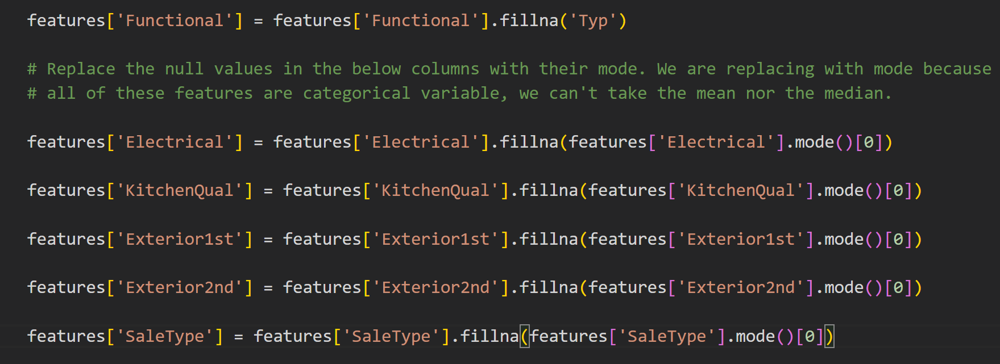 features['Functional'] = features['Functional'].fillna('Typ')
# Replace the null values in the below columns with their mode. We are replacing with mode because
# all of these features are categorical variable, we can't take the mean nor the median.
features['Electrical'] = features['Electrical'].fillna(features['Electrical'].mode()[0])
features['KitchenQual'] = features['KitchenQual'].fillna(features['KitchenQual'].mode()[0])
features['Exterior1st'] = features['Exterior1st'].fillna(features['Exterior1st'].mode()[0])
features['Exterior2nd'] = features['Exterior2nd'].fillna(features['Exterior2nd'].mode()[0])
features['SaleType'] = features['SaleType'].fillna(features['SaleType'].mode()[0])